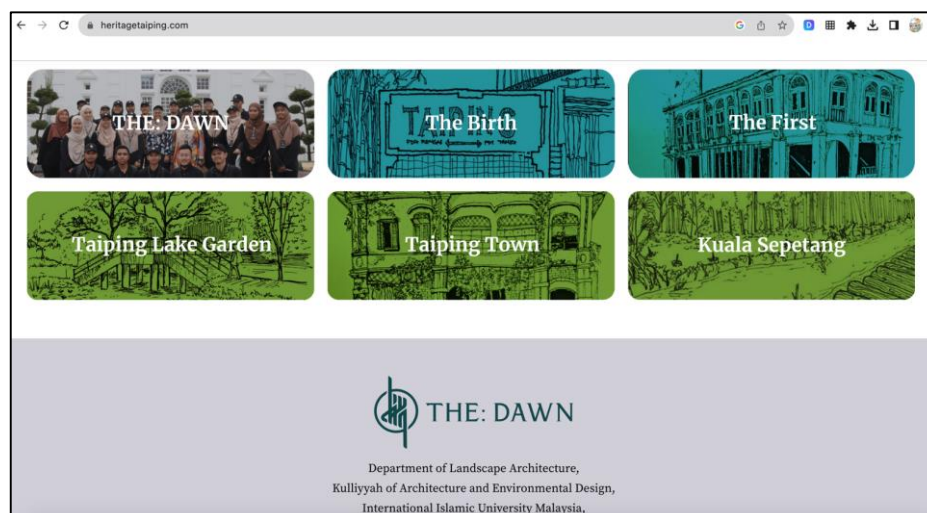 heritagetaiping.com
THE: DAWN
The Birth
The First
Taiping Lake Garden
Taiping Town
Kuala Sepetang
THE: DAWN
Department of Landscape Architecture,
Kulliyyah of Architecture and Environmental Design,
International Islamic University Malaysia,